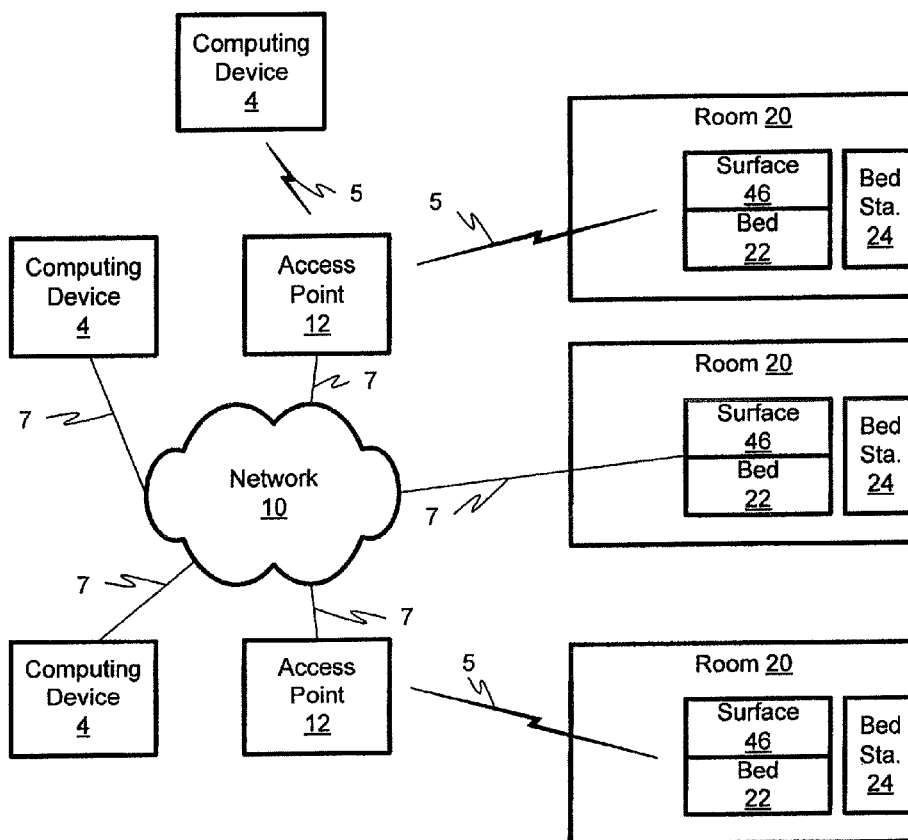 Computing
Device
4
5
Computing
Device
4
Access
Point
12
5
Room 20
Surface
46
Bed
22
Bed
Sta.
24
7
7
Network
10
7
Room 20
Surface
46
Bed
22
Bed
Sta.
24
7
7
Computing
Device
4
Access
Point
12
5
Room 20
Surface
46
Bed
22
Bed
Sta.
24